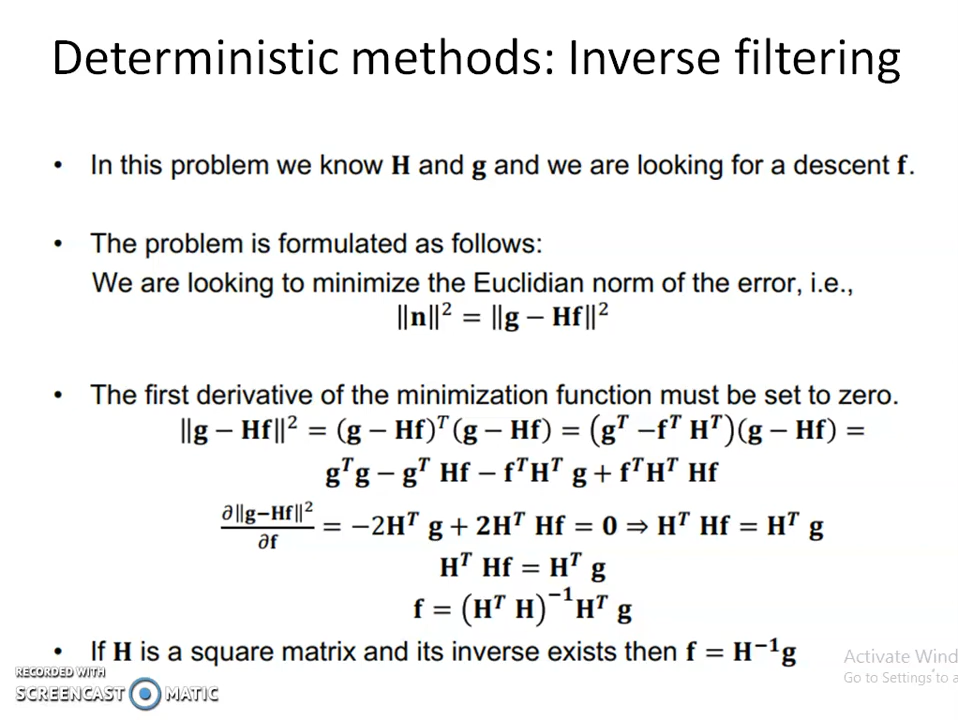 Deterministic methods: Inverse filtering
• In this problem we know H and g and we are looking for a descent f.
• The problem is formulated as follows:
We are looking to minimize the Euclidian norm of the error, i.e.,
‖n‖² = ‖g − Hf‖²
• The first derivative of the minimization function must be set to zero.
‖g − Hf‖² = (g − Hf)ᵀ(g − Hf) = (gᵀ −fᵀ Hᵀ)(g − Hf) =
gᵀg − gᵀ Hf − fᵀHᵀ g + fᵀHᵀ Hf
∂‖g−Hf‖²/∂f = −2Hᵀ g + 2Hᵀ Hf = 0 ⇒ Hᵀ Hf = Hᵀ g
Hᵀ Hf = Hᵀ g
f = (Hᵀ H)⁻¹Hᵀ g
• If H is a square matrix and its inverse exists then f = H⁻¹g
RECORDED WITH
SCREENCAST MATIC
Activate Wind
Go to Settings to a